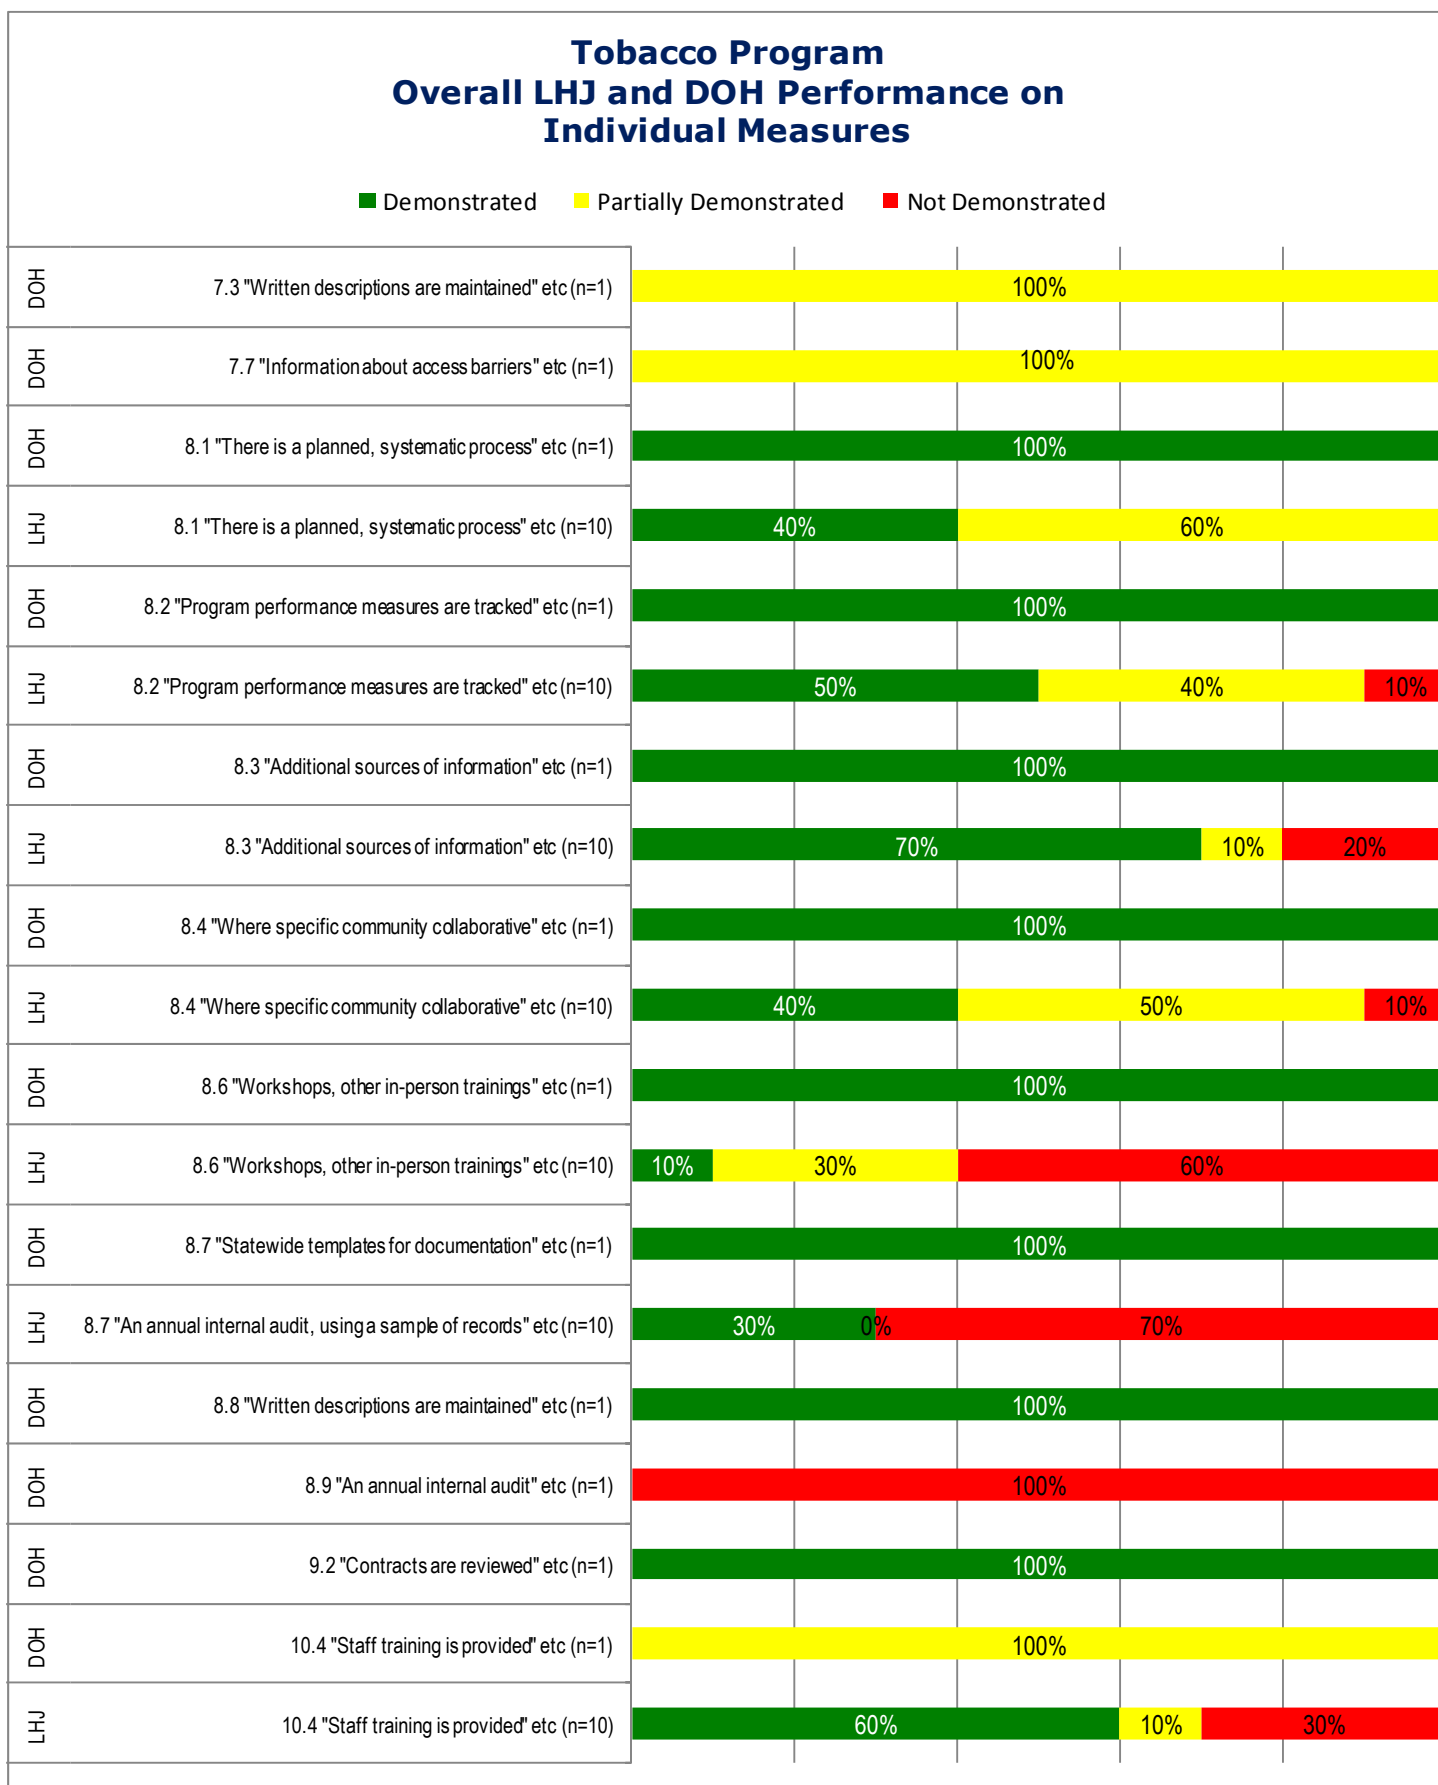 Tobacco Program
Overall LHJ and DOH Performance on
Individual Measures
Demonstrated Partially Demonstrated Not Demonstrated
DOH 7.3 "Written descriptions are maintained" etc (n=1) 100%
DOH 7.7 "Information about access barriers" etc (n=1) 100%
DOH 8.1 "There is a planned, systematic process" etc (n=1) 100%
LHJ 8.1 "There is a planned, systematic process" etc (n=10) 40% 60%
DOH 8.2 "Program performance measures are tracked" etc (n=1) 100%
LHJ 8.2 "Program performance measures are tracked" etc (n=10) 50% 40% 10%
DOH 8.3 "Additional sources of information" etc (n=1) 100%
LHJ 8.3 "Additional sources of information" etc (n=10) 70% 10% 20%
DOH 8.4 "Where specific community collaborative" etc (n=1) 100%
LHJ 8.4 "Where specific community collaborative" etc (n=10) 40% 50% 10%
DOH 8.6 "Workshops, other in-person trainings" etc (n=1) 100%
LHJ 8.6 "Workshops, other in-person trainings" etc (n=10) 10% 30% 60%
DOH 8.7 "Statewide templates for documentation" etc (n=1) 100%
LHJ 8.7 "An annual internal audit, using a sample of records" etc (n=10) 30% 0% 70%
DOH 8.8 "Written descriptions are maintained" etc (n=1) 100%
DOH 8.9 "An annual internal audit" etc (n=1) 100%
DOH 9.2 "Contracts are reviewed" etc (n=1) 100%
DOH 10.4 "Staff training is provided" etc (n=1) 100%
LHJ 10.4 "Staff training is provided" etc (n=10) 60% 10% 30%